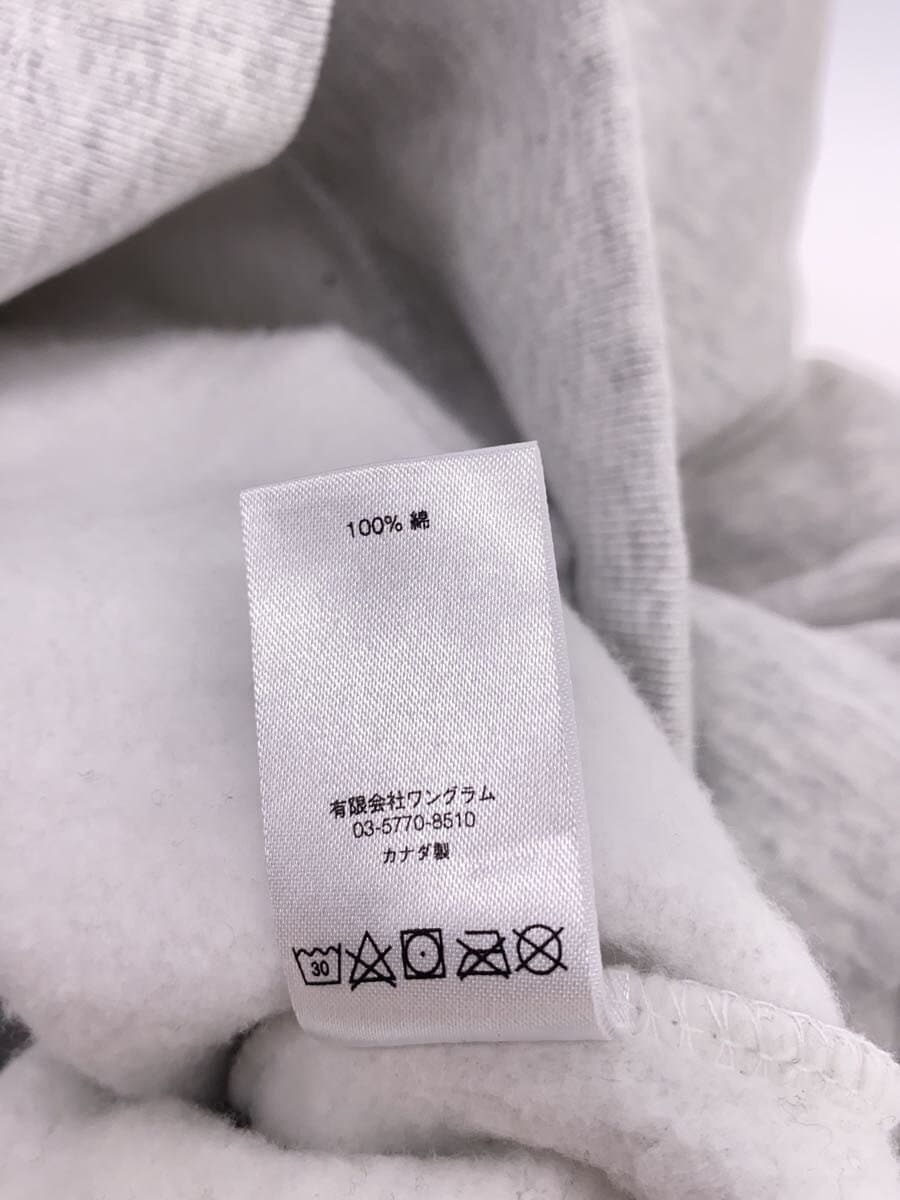 100% 綿
有限会社ワングラム
03-5770-8510
カナダ製
30